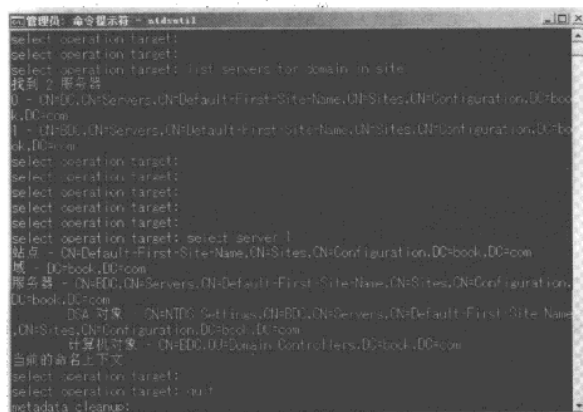 管理员: 命令提示符 - ntdsutil
select operation target:
select operation target:
select operation target: list servers for domain in site
找到 2 服务器
0 - CN=DC,CN=Servers,CN=Default-First-Site-Name,CN=Sites,CN=Configuration,DC=boo
k,DC=com
1 - CN=BDC,CN=Servers,CN=Default-First-Site-Name,CN=Sites,CN=Configuration,DC=bo
ok,DC=com
select operation target:
select operation target:
select operation target:
select operation target:
select operation target:
select operation target: select server 1
站点 - CN=Default-First-Site-Name,CN=Sites,CN=Configuration,DC=book,DC=com
域 - DC=book,DC=com
服务器 - CN=BDC,CN=Servers,CN=Default-First-Site-Name,CN=Sites,CN=Configuration,
DC=book,DC=com
DSA 对象 - CN=NTDS Settings,CN=BDC,CN=Servers,CN=Default-First-Site-Name
,CN=Sites,CN=Configuration,DC=book,DC=com
计算机对象 - CN=BDC,OU=Domain Controllers,DC=book,DC=com
当前的命名上下文
select operation target:
select operation target: quit
metadata cleanup: